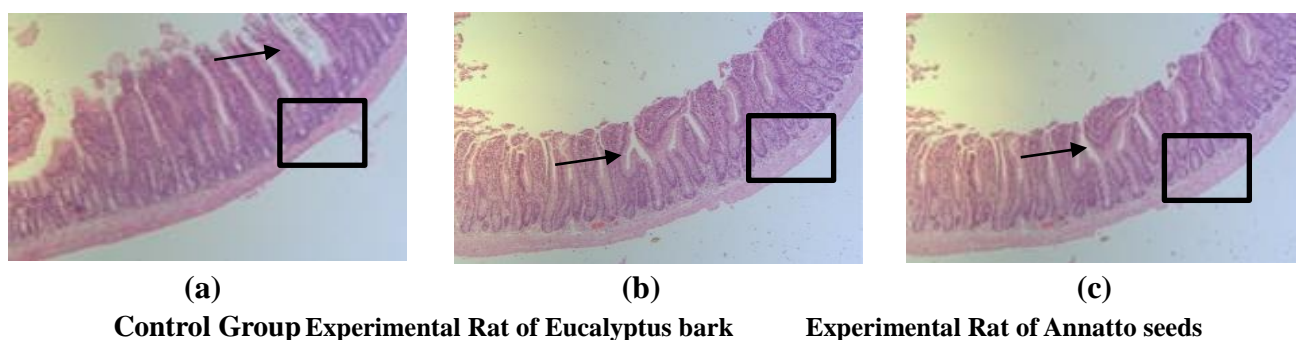 (a) (b) (c)
Control Group Experimental Rat of Eucalyptus bark Experimental Rat of Annatto seeds